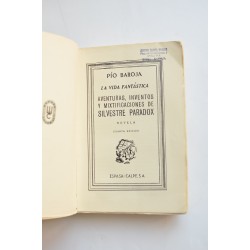 PÍO BAROJA
LA VIDA FANTÁSTICA
AVENTURAS, INVENTOS
Y MIXTIFICACIONES DE
SILVESTRE PARADOX
NOVELA
ESPASA-CALPE, S.A.